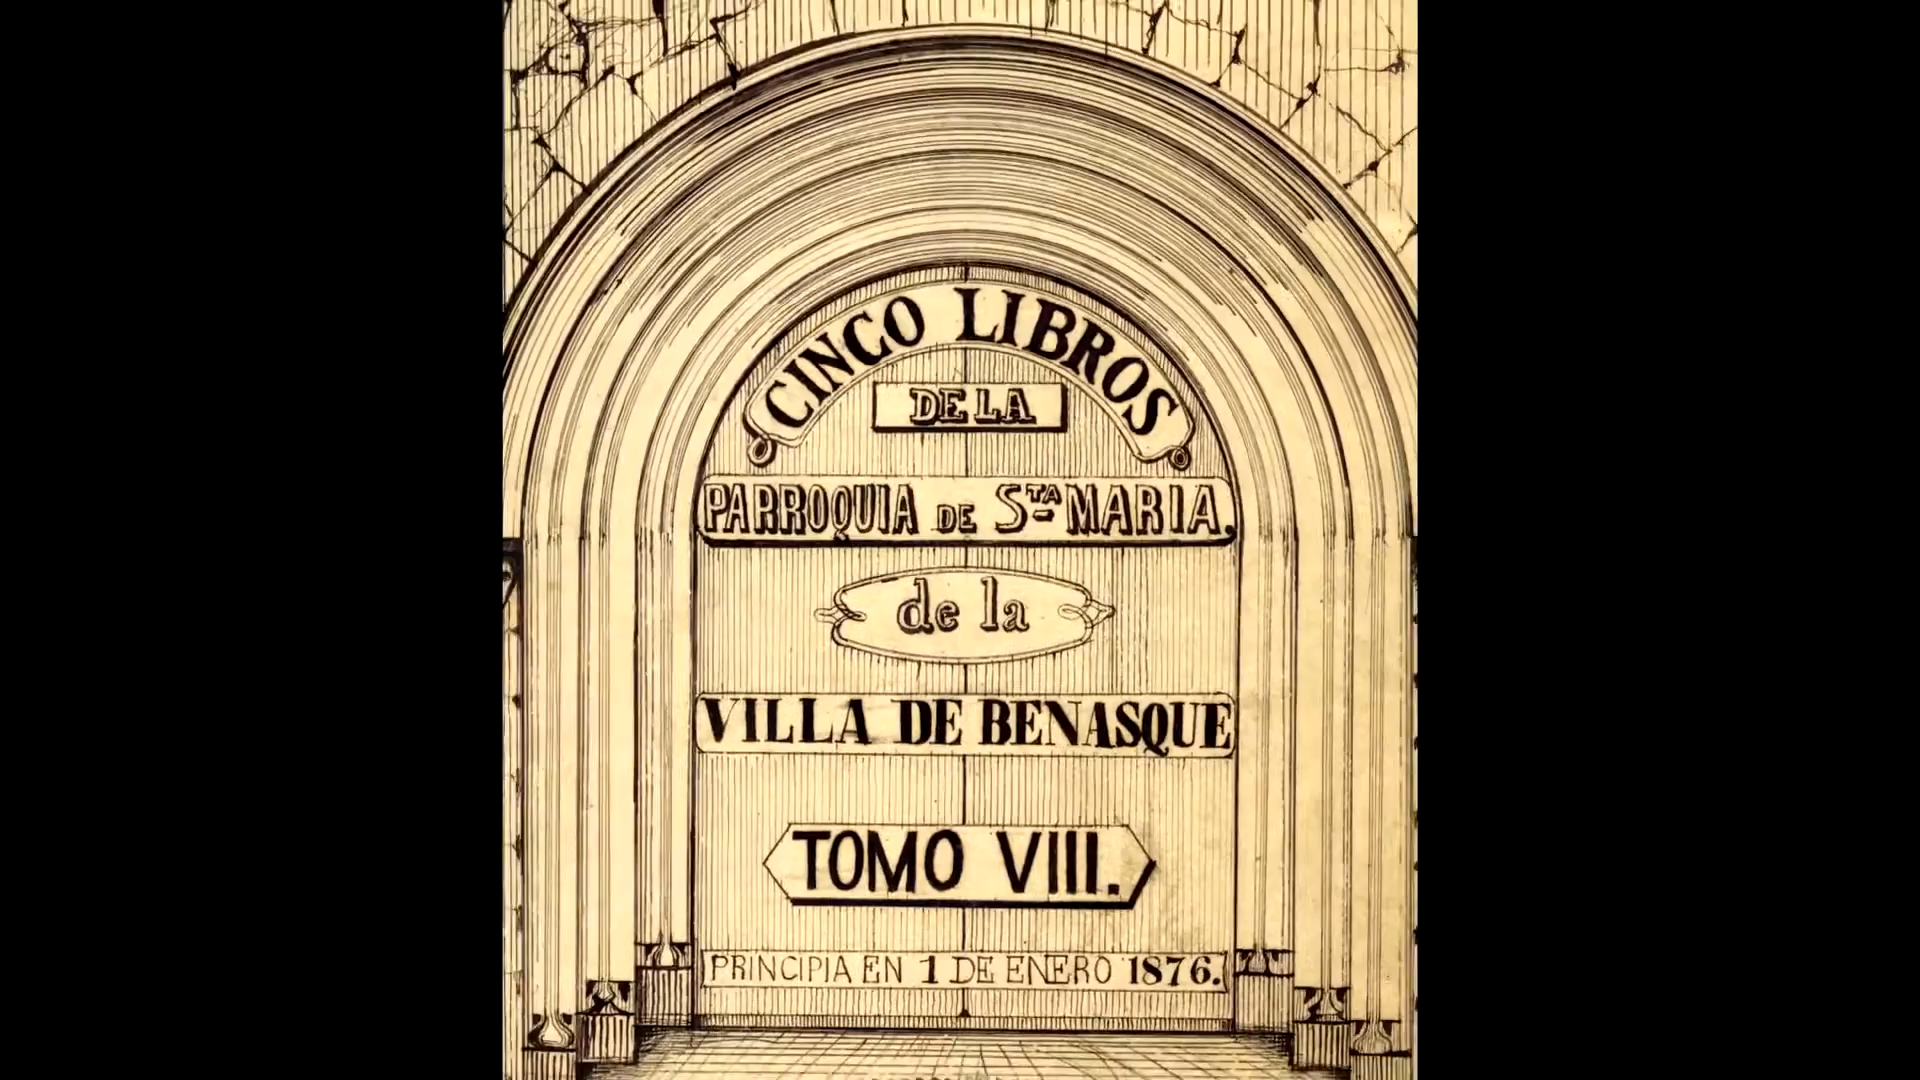 CINCO LIBROS
DE LA
PARROQUIA DE Sᵀᴬ MARIA.
de la
VILLA DE BENASQUE
TOMO VIII.
PRINCIPIA EN 1 DE ENERO 1876.